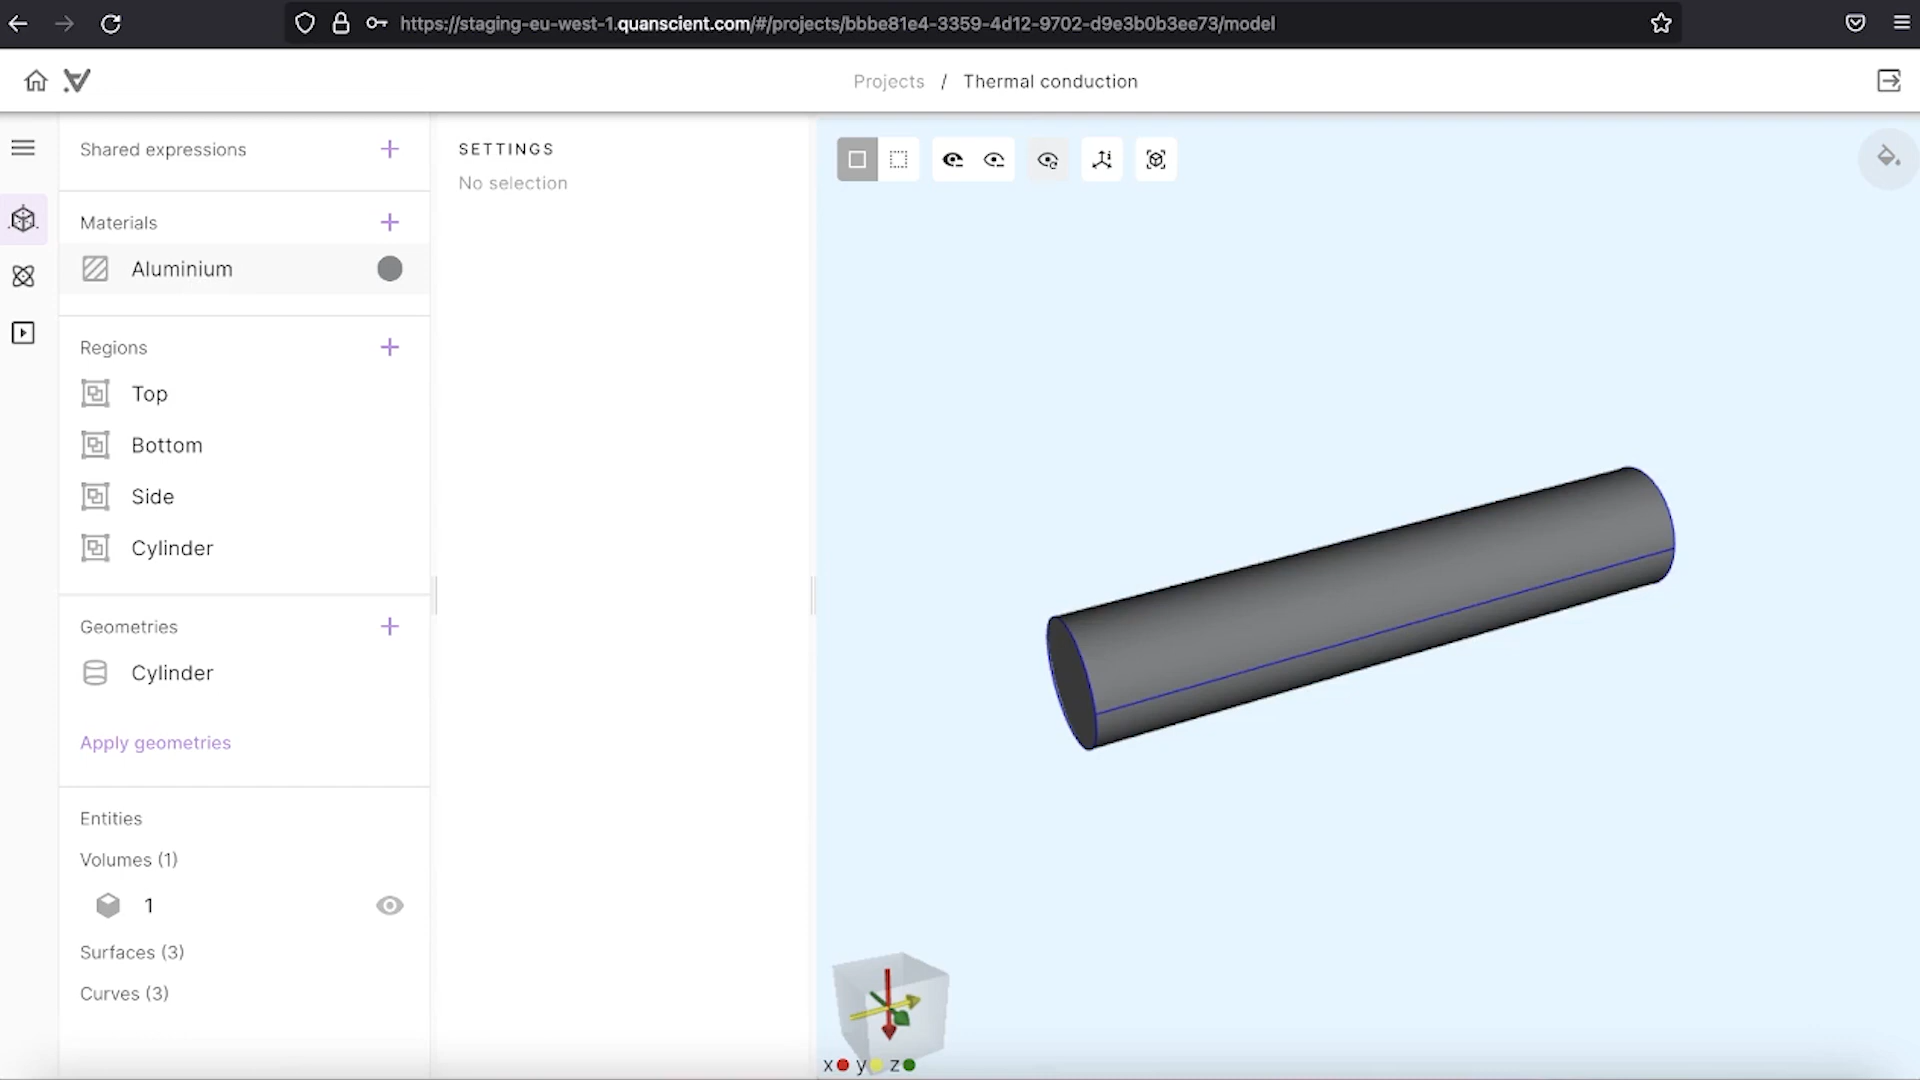 https://staging-eu-west-1.quanscient.com/#/projects/bbbe81e4-3359-4d12-9702-d9e3b0b3ee73/model
Projects / Thermal conduction
Shared expressions
Materials
Aluminium
Regions
Top
Bottom
Side
Cylinder
Geometries
Cylinder
Apply geometries
Entities
Volumes (1)
1
Surfaces (3)
Curves (3)
SETTINGS
No selection
x y z